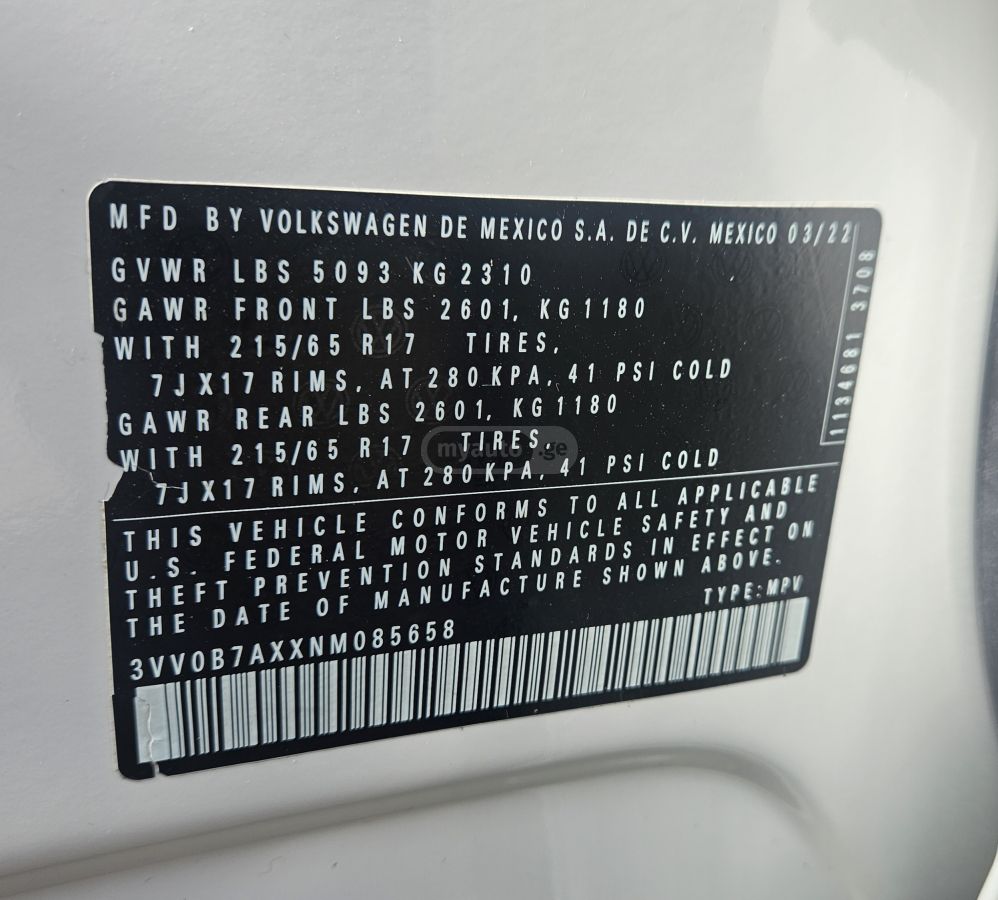 MFD BY VOLKSWAGEN DE MEXICO S.A. DE C.V. MEXICO 03/22
GVWR LBS 5093 KG 2310
GAWR FRONT LBS 2601, KG 1180
WITH 215/65 R17 TIRES,
7JX17 RIMS, AT 280 KPA, 41 PSI COLD
GAWR REAR LBS 2601, KG 1180
WITH 215/65 R17 TIRES,
7JX17 RIMS, AT 280 KPA, 41 PSI COLD
1134681 3708
myauto.ge
THIS VEHICLE CONFORMS TO ALL APPLICABLE
U.S. FEDERAL MOTOR VEHICLE SAFETY AND
THEFT PREVENTION STANDARDS IN EFFECT ON
THE DATE OF MANUFACTURE SHOWN ABOVE.
TYPE: MPV
3VV0B7AXXNM085658